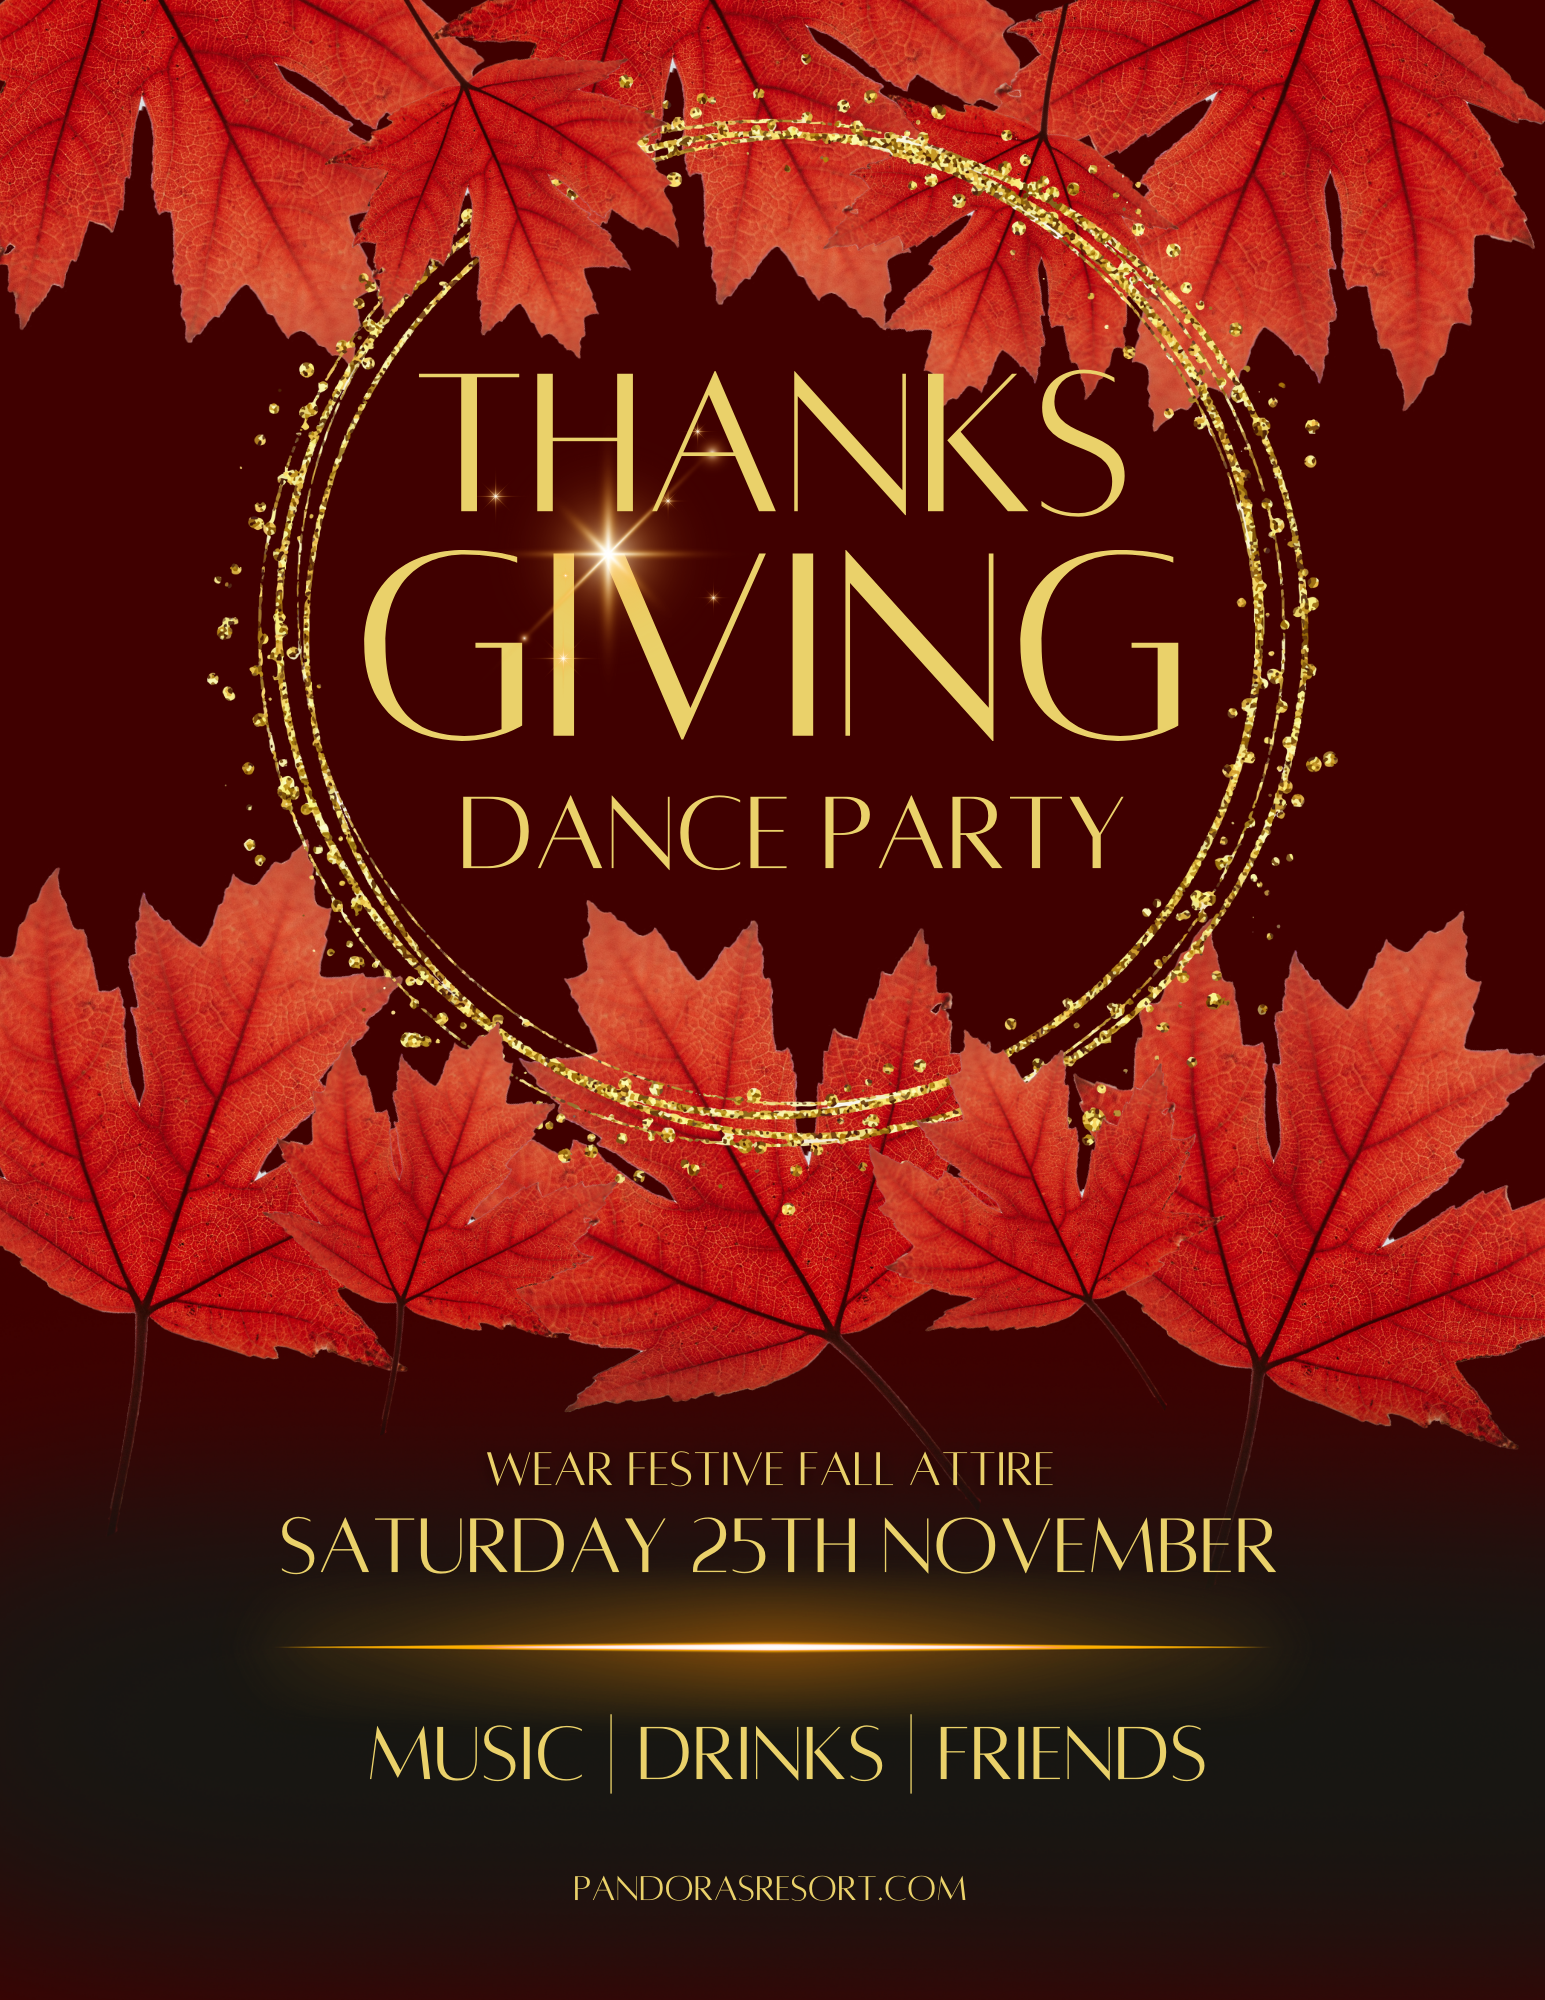 THANKS
GIVING
DANCE PARTY
WEAR FESTIVE FALL ATTIRE
SATURDAY 25TH NOVEMBER
MUSIC | DRINKS | FRIENDS
PANDORASRESORT.COM